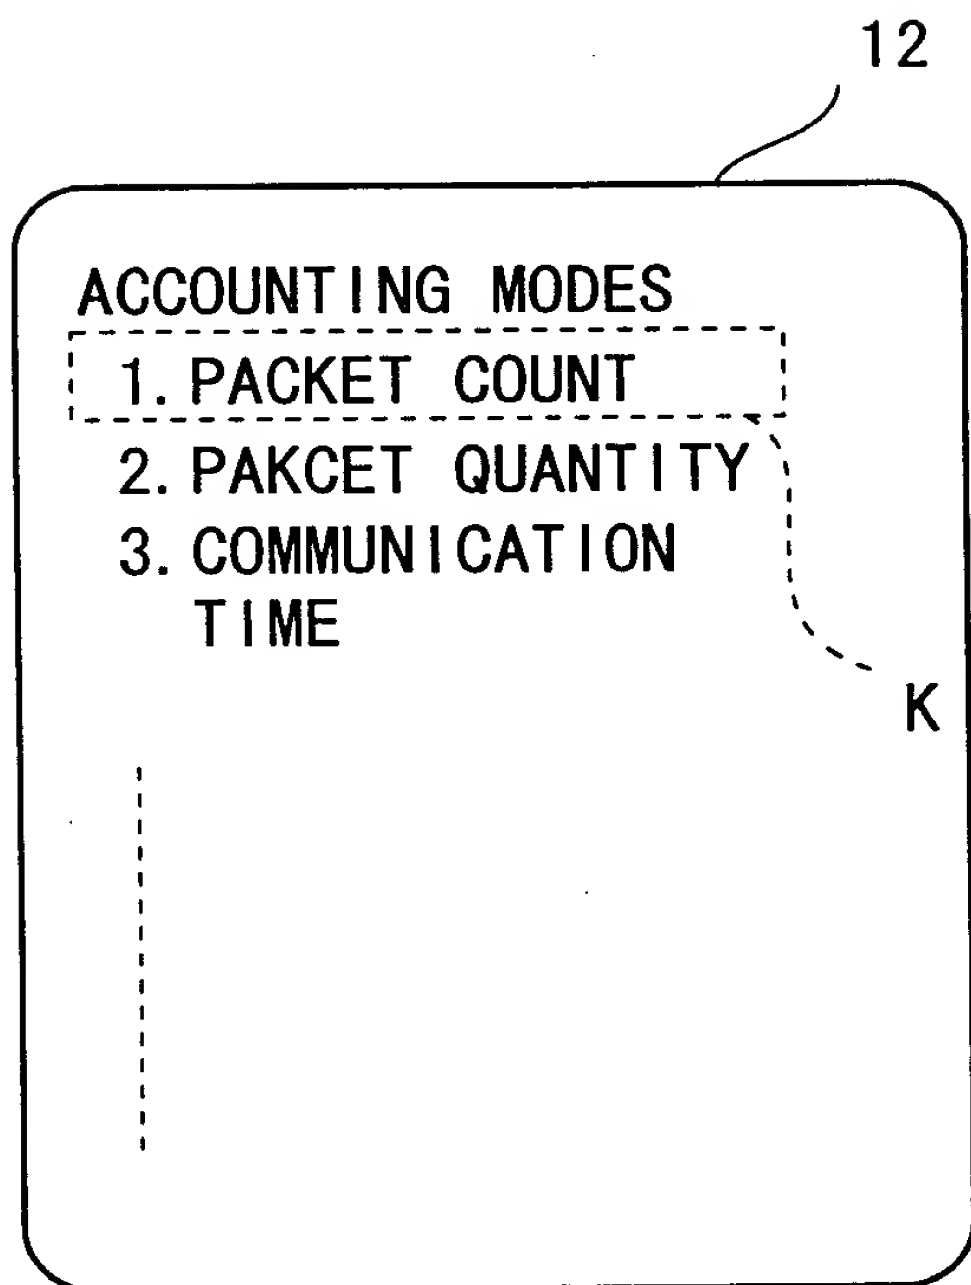 12
ACCOUNTING MODES
1. PACKET COUNT
2. PAKCET QUANTITY
3. COMMUNICATION
TIME
K